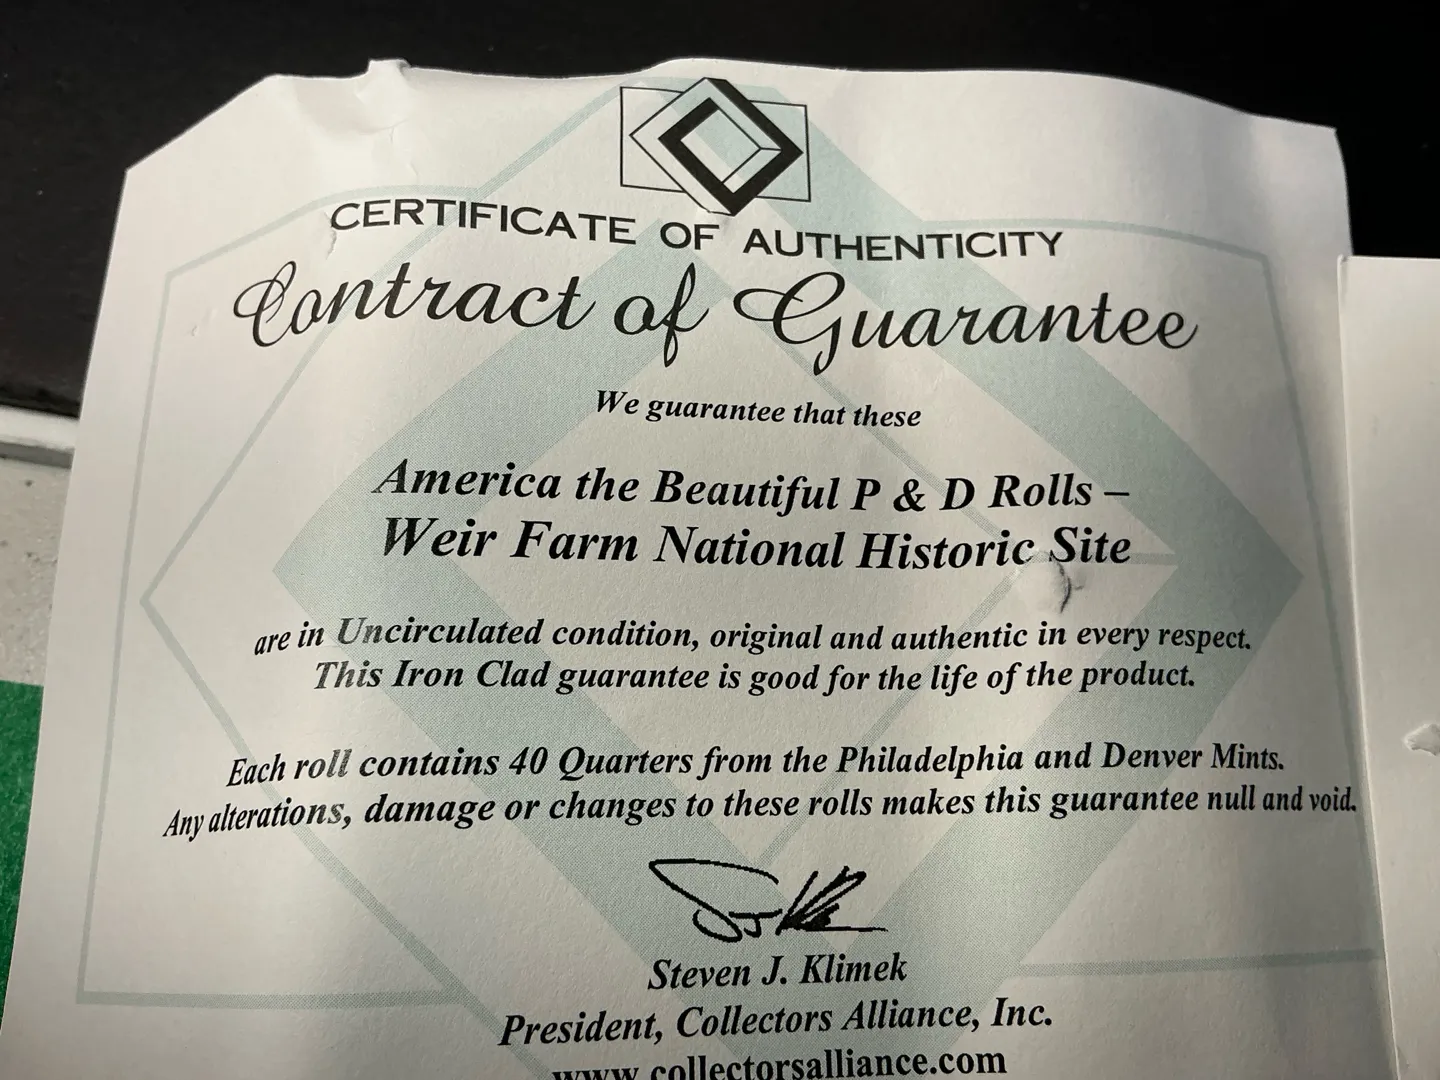 CERTIFICATE OF AUTHENTICITY
Contract of Guarantee
We guarantee that these
America the Beautiful P & D Rolls –
Weir Farm National Historic Site
are in Uncirculated condition, original and authentic in every respect.
This Iron Clad guarantee is good for the life of the product.
Each roll contains 40 Quarters from the Philadelphia and Denver Mints.
Any alterations, damage or changes to these rolls makes this guarantee null and void.
Steven J. Klimek
President, Collectors Alliance, Inc.
www.collectorsalliance.com